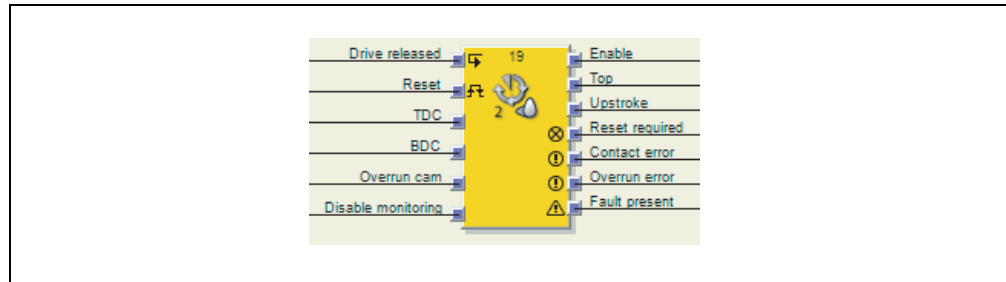 Drive released
Reset
TDC
BDC
Overrun cam
Disable monitoring
19
2
Enable
Top
Upstroke
Reset required
Contact error
Overrun error
Fault present